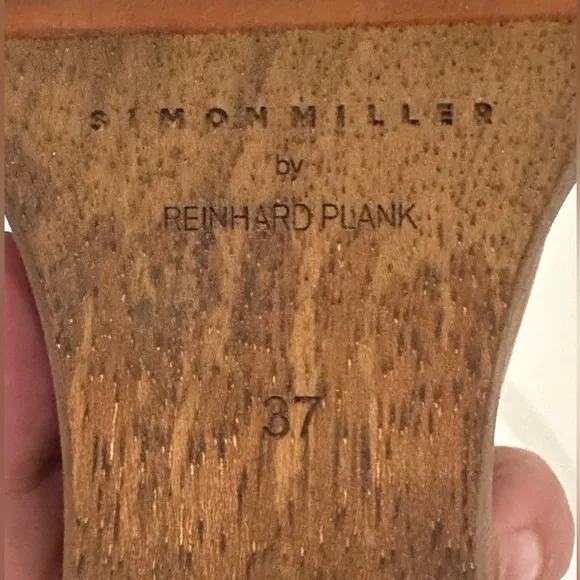 SIMON MILLER
by
REINHARD PLANK
37